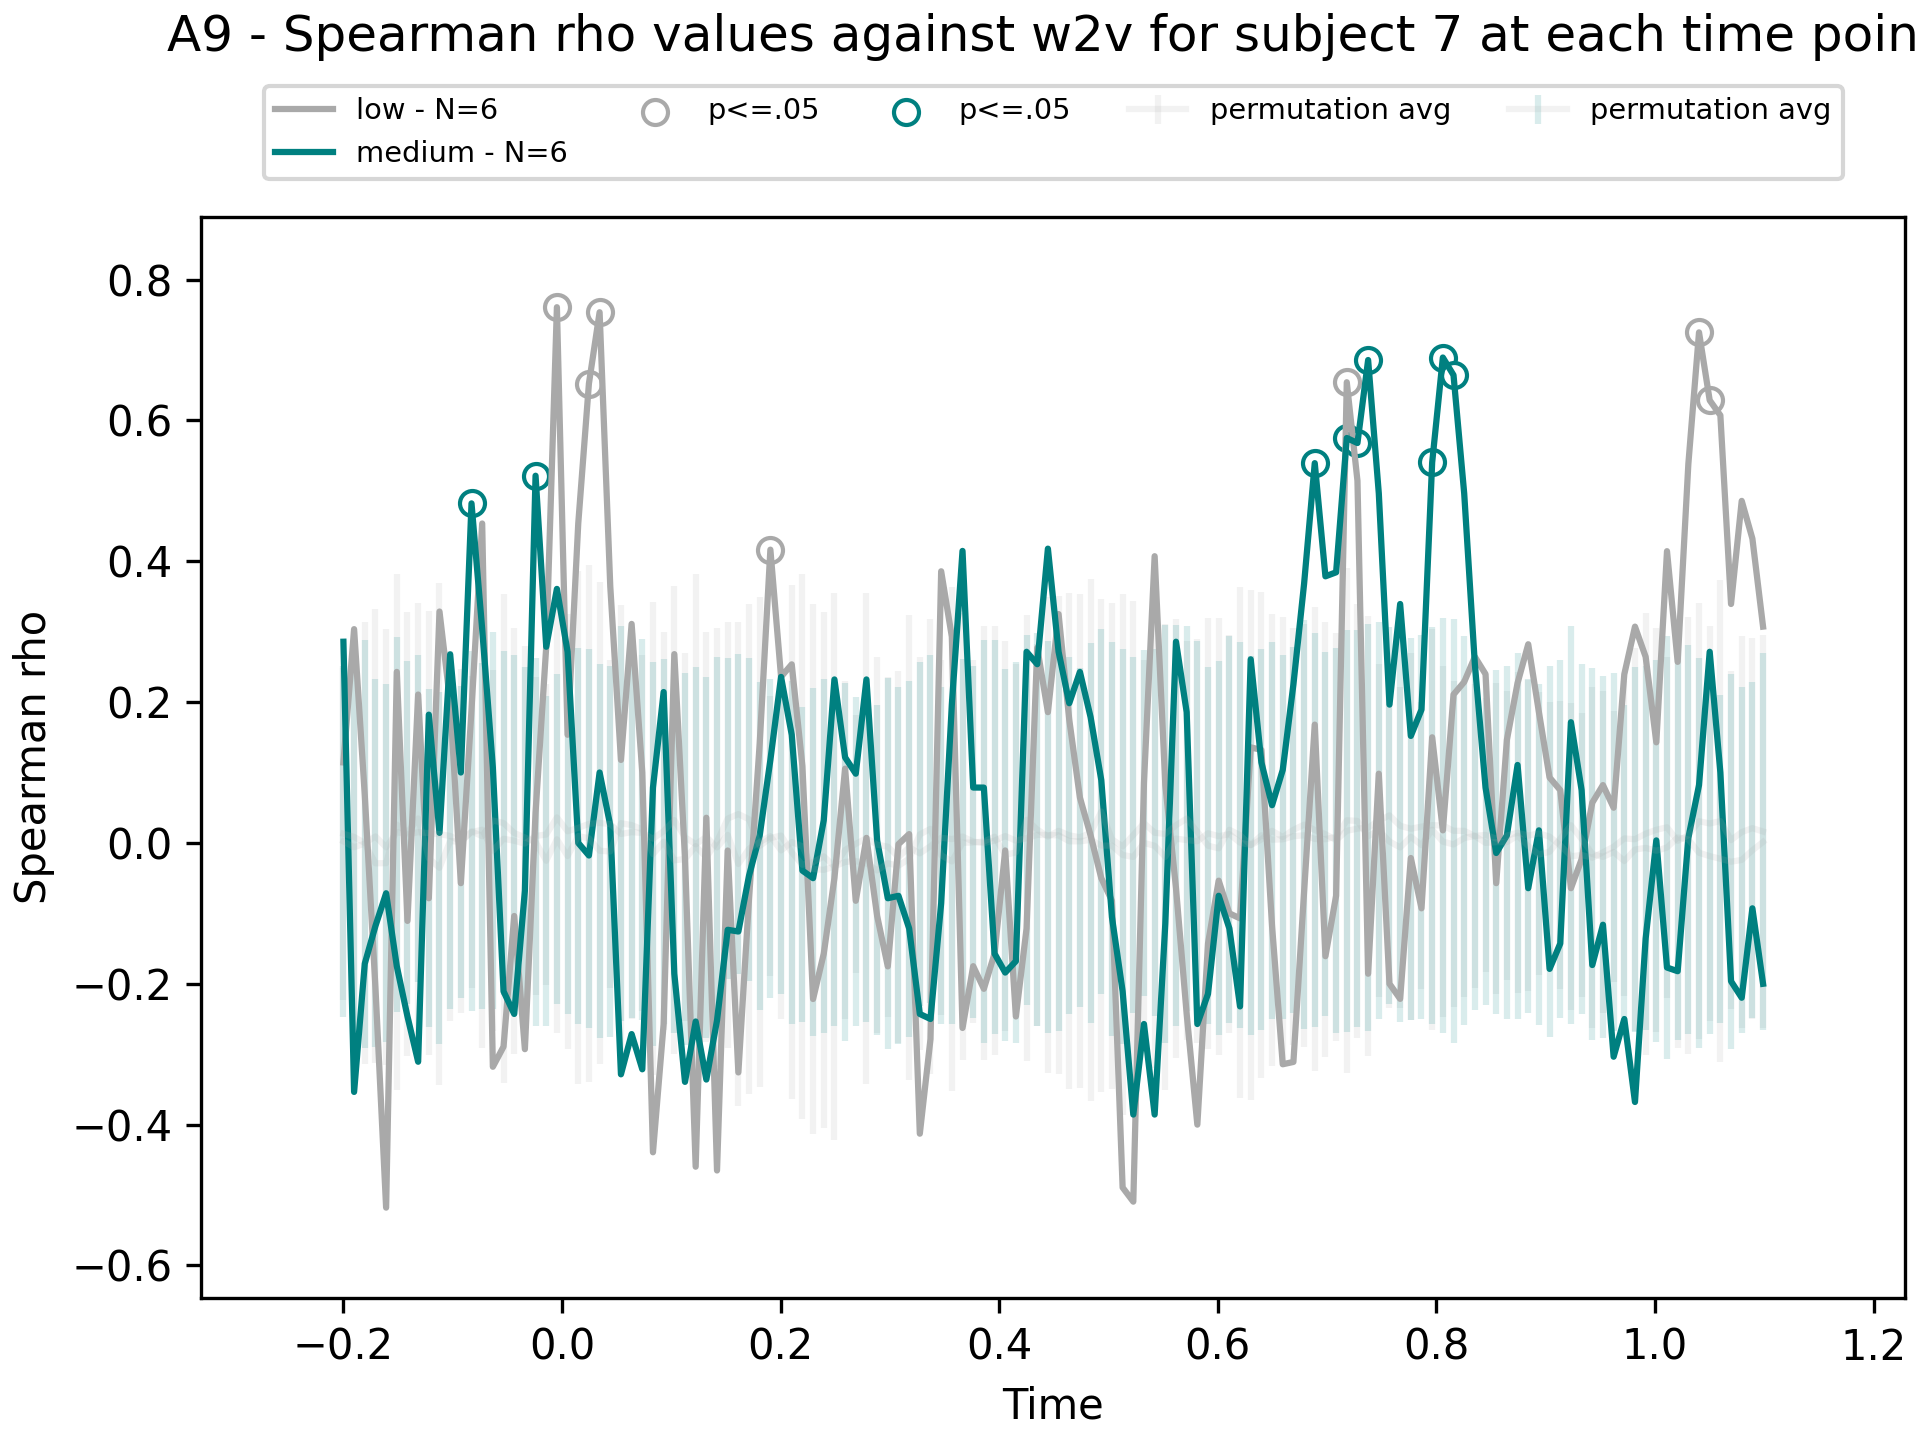 A9 - Spearman rho values against w2v for subject 7 at each time poin
low - N=6
p<=.05
p<=.05
permutation avg
permutation avg
medium - N=6
Spearman rho
0.8
0.6
0.4
0.2
0.0
−0.2
−0.4
−0.6
−0.2
0.0
0.2
0.4
0.6
0.8
1.0
1.2
Time